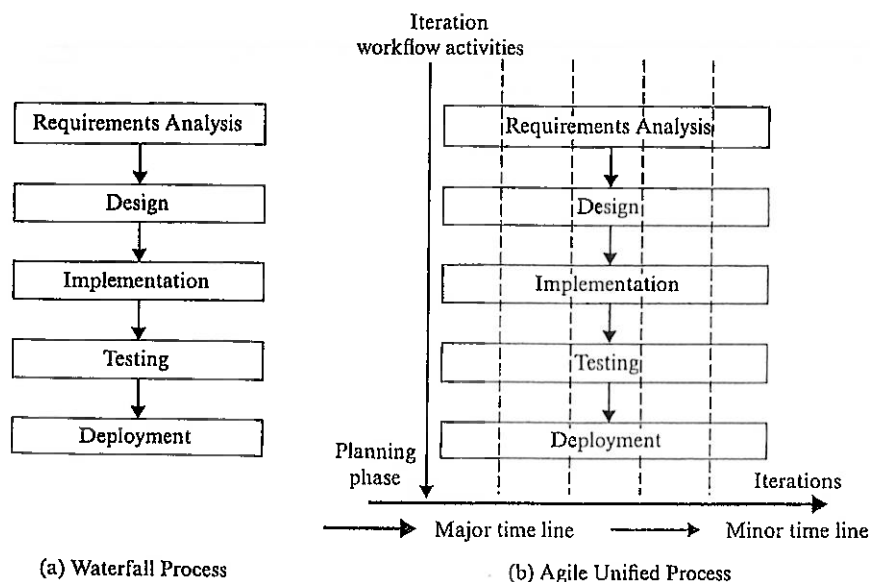 Iteration
workflow activities
Requirements Analysis
Design
Implementation
Testing
Deployment
Requirements Analysis
Design
Implementation
Testing
Deployment
Planning
phase
Iterations
Major time line
Minor time line
(a) Waterfall Process
(b) Agile Unified Process